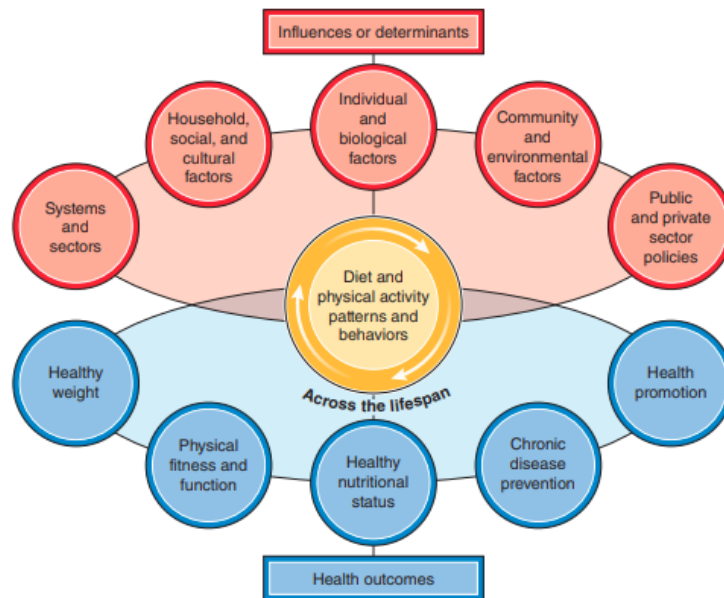 Influences or determinants
Individual
and
biological
factors
Household,
social, and
cultural
factors
Community
and
environmental
factors
Systems
and
sectors
Public
and private
sector
policies
Diet and
physical activity
patterns and
behaviors
Across the lifespan
Healthy
weight
Health
promotion
Physical
fitness and
function
Healthy
nutritional
status
Chronic
disease
prevention
Health outcomes